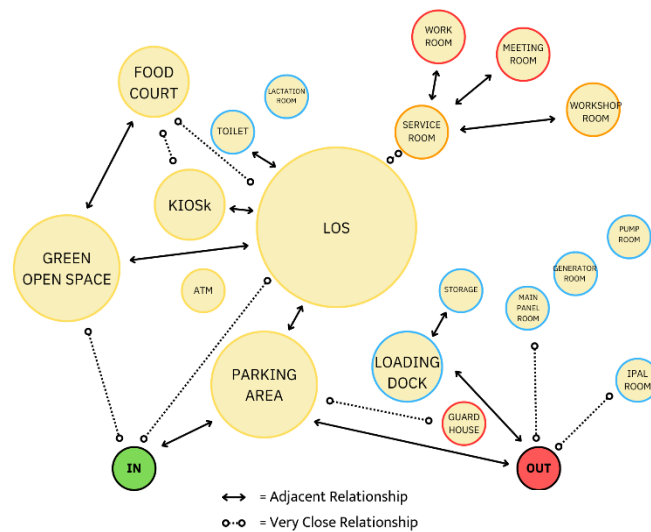 WORK
ROOM
MEETING
ROOM
FOOD
COURT
LACTATION
ROOM
TOILET
SERVICE
ROOM
WORKSHOP
ROOM
KIOSk
LOS
GREEN
OPEN SPACE
ATM
PUMP
ROOM
GENERATOR
ROOM
STORAGE
MAIN
PANEL
ROOM
PARKING
AREA
LOADING
DOCK
IPAL
ROOM
GUARD
HOUSE
IN
OUT
= Adjacent Relationship
= Very Close Relationship